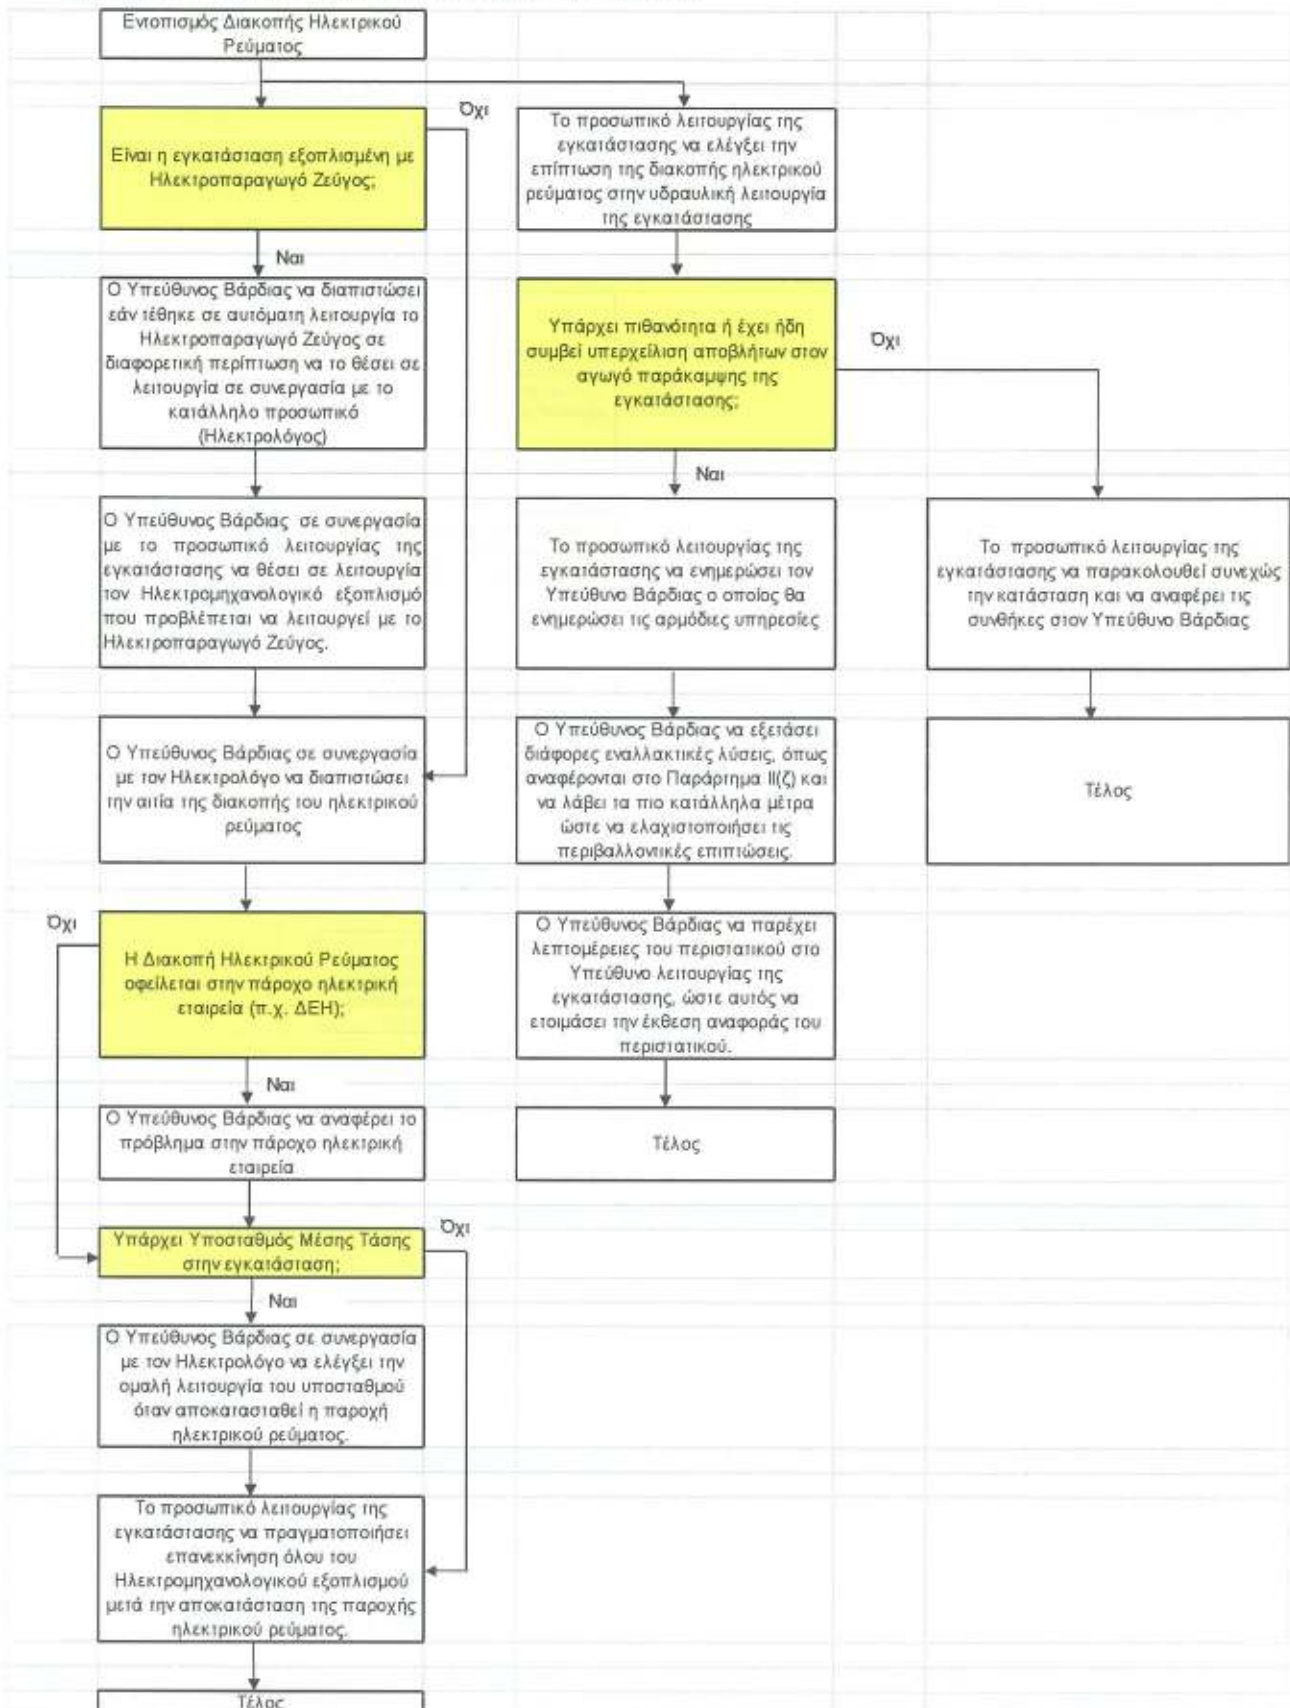 Εντοπισμός Διακοπής Ηλεκτρικού
Ρεύματος
Είναι η εγκατάσταση εξοπλισμένη με
Ηλεκτροπαραγωγό Ζεύγος;
Όχι
Το προσωπικό λειτουργίας της
εγκατάστασης να ελέγξει την
επίπτωση της διακοπής ηλεκτρικού
ρεύματος στην υδραυλική λειτουργία
της εγκατάστασης
Ναι
Ο Υπεύθυνος Βάρδιας να διαπιστώσει
εάν τέθηκε σε αυτόματη λειτουργία το
Ηλεκτροπαραγωγό Ζεύγος σε
διαφορετική περίπτωση να το θέσει σε
λειτουργία σε συνεργασία με το
κατάλληλο προσωπικό
(Ηλεκτρολόγος)
Υπάρχει πιθανότητα ή έχει ήδη
συμβεί υπερχείλιση αποβλήτων στον
αγωγό παράκαμψης της
εγκατάστασης;
Όχι
Ναι
Ο Υπεύθυνος Βάρδιας σε συνεργασία
με το προσωπικό λειτουργίας της
εγκατάστασης να θέσει σε λειτουργία
τον Ηλεκτρομηχανολογικό εξοπλισμό
που προβλέπεται να λειτουργεί με το
Ηλεκτροπαραγωγό Ζεύγος.
Το προσωπικό λειτουργίας της
εγκατάστασης να ενημερώσει τον
Υπεύθυνο Βάρδιας ο οποίος θα
ενημερώσει τις αρμόδιες υπηρεσίες
Το προσωπικό λειτουργίας της
εγκατάστασης να παρακολουθεί συνεχώς
την κατάσταση και να αναφέρει τις
συνθήκες στον Υπεύθυνο Βάρδιας
Ο Υπεύθυνος Βάρδιας σε συνεργασία
με τον Ηλεκτρολόγο να διαπιστώσει
την αιτία της διακοπής του ηλεκτρικού
ρεύματος
Ο Υπεύθυνος Βάρδιας να εξετάσει
διάφορες εναλλακτικές λύσεις, όπως
αναφέρονται στο Παράρτημα ΙΙ(ζ) και
να λάβει τα πιο κατάλληλα μέτρα
ώστε να ελαχιστοποιήσει τις
περιβαλλοντικές επιπτώσεις.
Τέλος
Όχι
Η Διακοπή Ηλεκτρικού Ρεύματος
οφείλεται στην πάροχο ηλεκτρική
εταιρεία (π.χ. ΔΕΗ);
Ο Υπεύθυνος Βάρδιας να παρέχει
λεπτομέρειες του περιστατικού στο
Υπεύθυνο λειτουργίας της
εγκατάστασης, ώστε αυτός να
ετοιμάσει την έκθεση αναφοράς του
περιστατικού.
Ναι
Ο Υπεύθυνος Βάρδιας να αναφέρει το
πρόβλημα στην πάροχο ηλεκτρική
εταιρεία
Τέλος
Υπάρχει Υποσταθμός Μέσης Τάσης
στην εγκατάσταση;
Όχι
Ναι
Ο Υπεύθυνος Βάρδιας σε συνεργασία
με τον Ηλεκτρολόγο να ελέγξει την
ομαλή λειτουργία του υποσταθμού
όταν αποκατασταθεί η παροχή
ηλεκτρικού ρεύματος.
Το προσωπικό λειτουργίας της
εγκατάστασης να πραγματοποιήσει
επανεκκίνηση όλου του
Ηλεκτρομηχανολογικού εξοπλισμού
μετά την αποκατάσταση της παροχής
ηλεκτρικού ρεύματος.
Τέλος